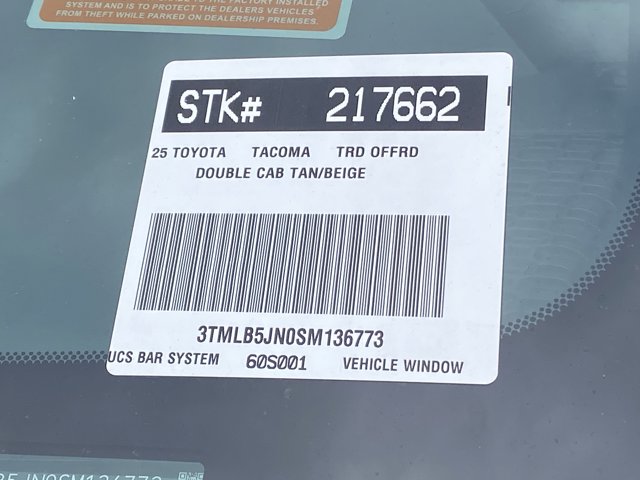 SYSTEM AND IS TO PROTECT THE DEALERS VEHICLES
FROM THEFT WHILE PARKED ON DEALERSHIP PREMISES.
STK# 217662
25 TOYOTA TACOMA TRD OFFRD
DOUBLE CAB TAN/BEIGE
3TMLB5JN0SM136773
UCS BAR SYSTEM 60S001 VEHICLE WINDOW